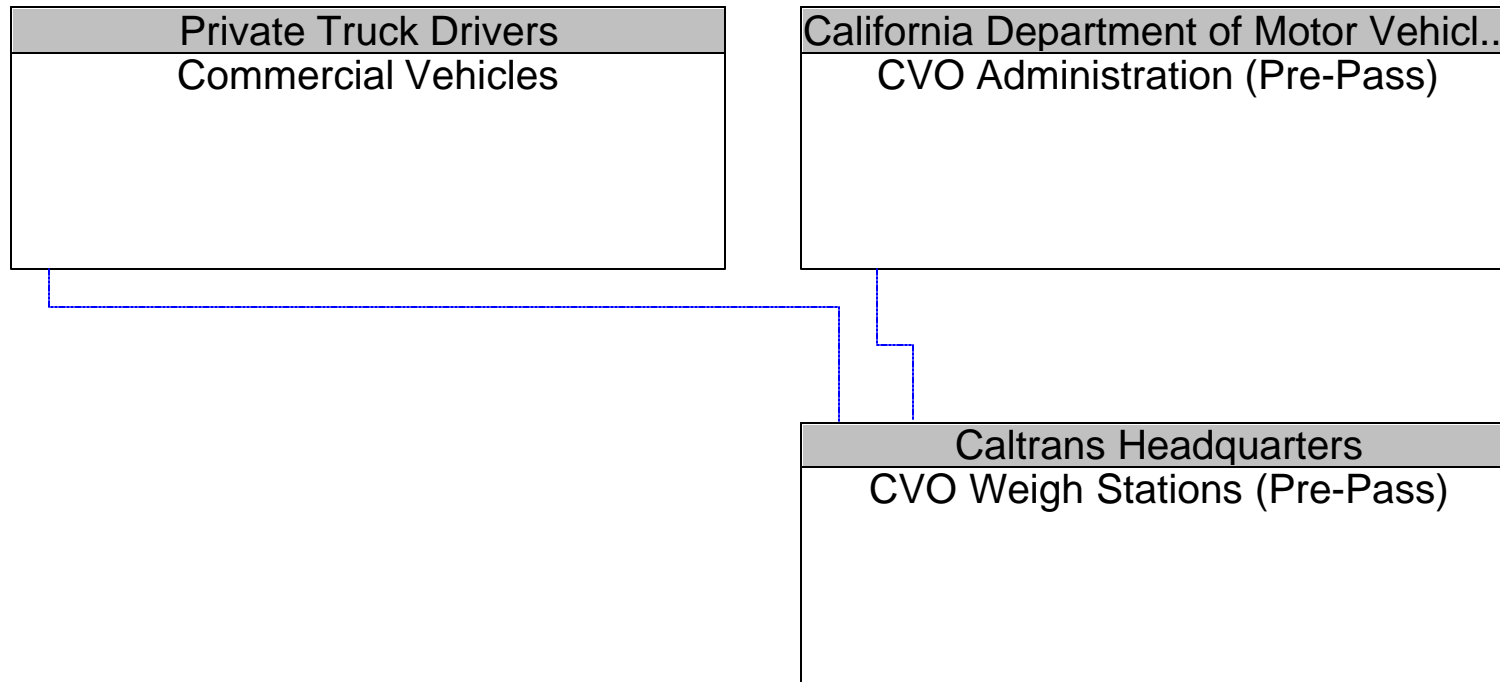 Private Truck Drivers
Commercial Vehicles
California Department of Motor Vehicl..
CVO Administration (Pre-Pass)
Caltrans Headquarters
CVO Weigh Stations (Pre-Pass)